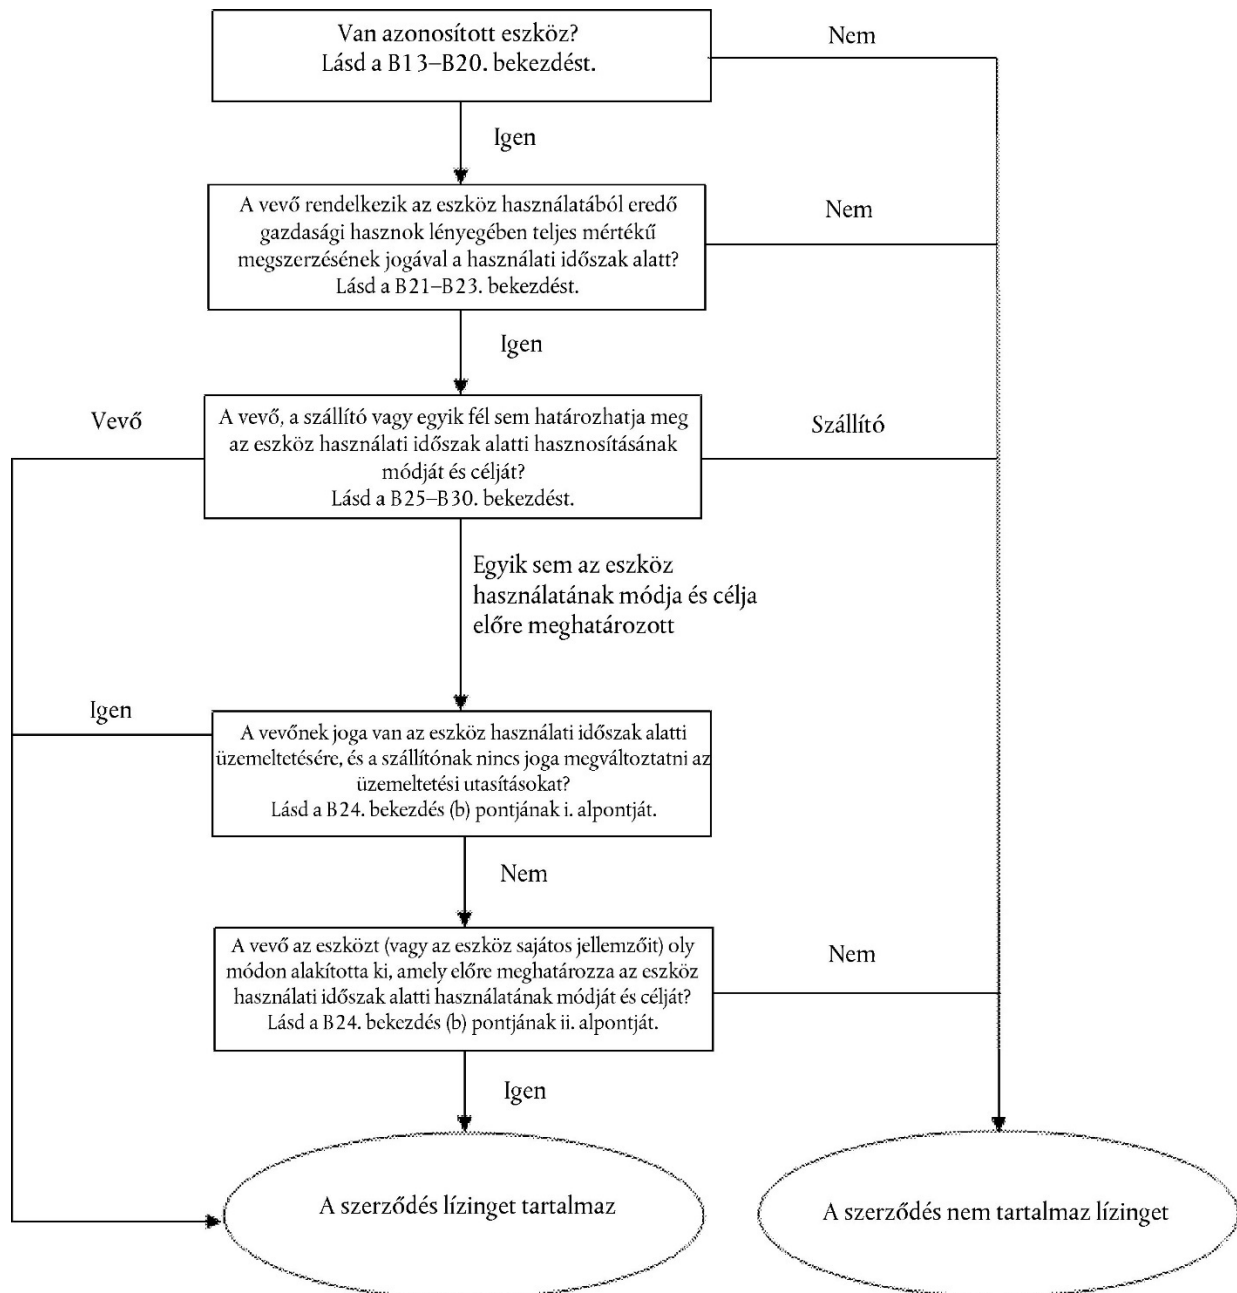 Van azonosított eszköz?
Lásd a B13–B20. bekezdést.
Nem
Igen
A vevő rendelkezik az eszköz használatából eredő
gazdasági hasznok lényegében teljes mértékű
megszerzésének jogával a használati időszak alatt?
Lásd a B21–B23. bekezdést.
Nem
Igen
Vevő
A vevő, a szállító vagy egyik fél sem határozhatja meg
az eszköz használati időszak alatti hasznosításának
módját és célját?
Lásd a B25–B30. bekezdést.
Szállító
Egyik sem az eszköz
használatának módja és célja
előre meghatározott
Igen
A vevőnek joga van az eszköz használati időszak alatti
üzemeltetésére, és a szállítónak nincs joga megváltoztatni az
üzemeltetési utasításokat?
Lásd a B24. bekezdés (b) pontjának i. alpontját.
Nem
A vevő az eszközt (vagy az eszköz sajátos jellemzőit) oly
módon alakította ki, amely előre meghatározza az eszköz
használati időszak alatti használatának módját és célját?
Lásd a B24. bekezdés (b) pontjának ii. alpontját.
Nem
Igen
A szerződés lízinget tartalmaz
A szerződés nem tartalmaz lízinget